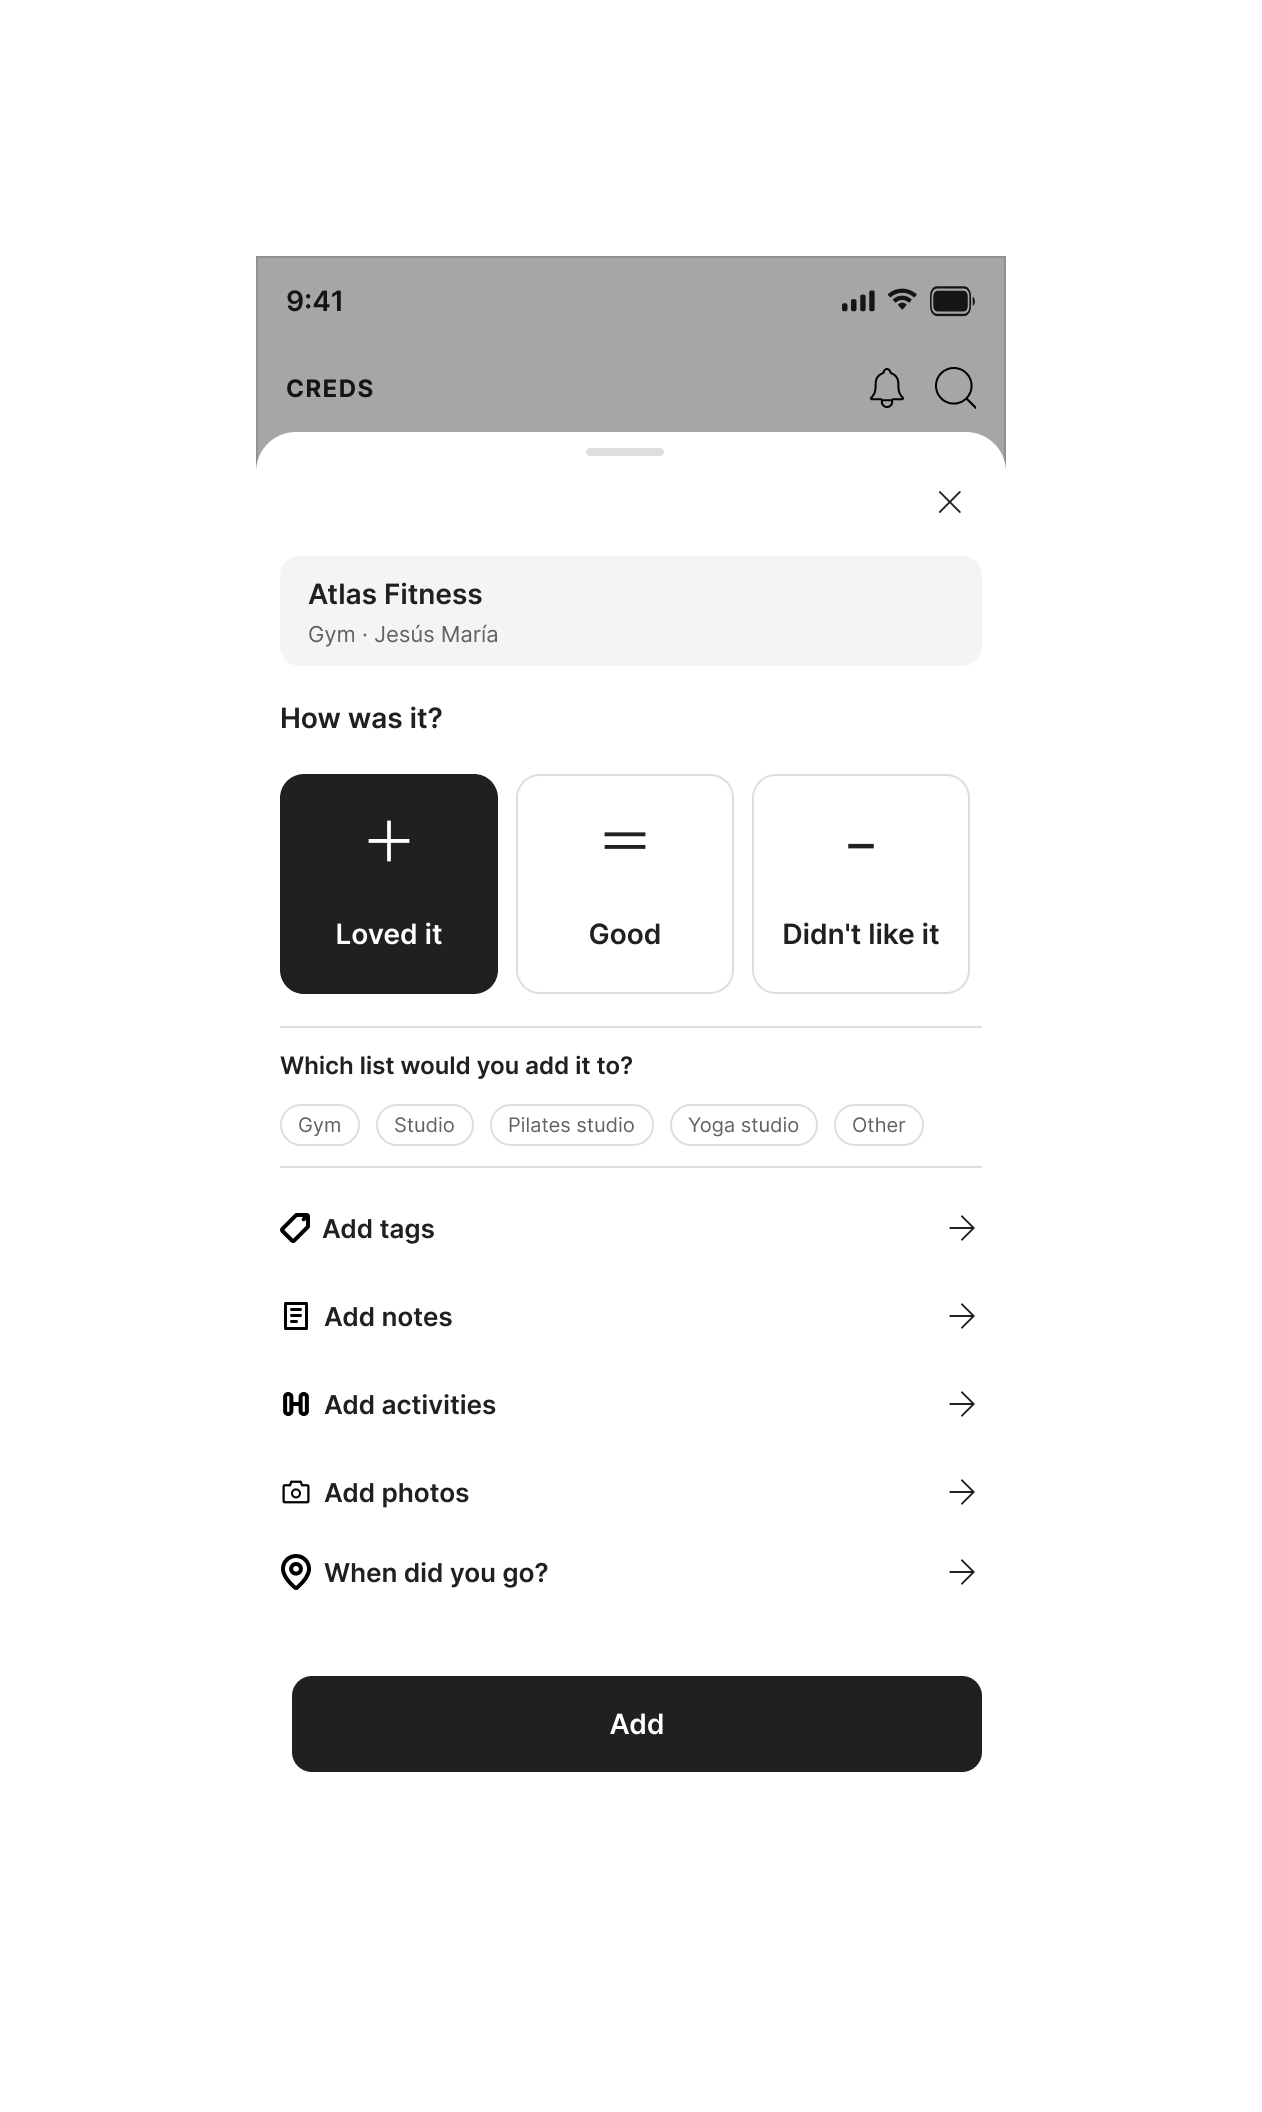 9:41
CREDS
Atlas Fitness
Gym · Jesús María
How was it?
Loved it
Good
Didn't like it
Which list would you add it to?
Gym
Studio
Pilates studio
Yoga studio
Other
Add tags
Add notes
Add activities
Add photos
When did you go?
Add